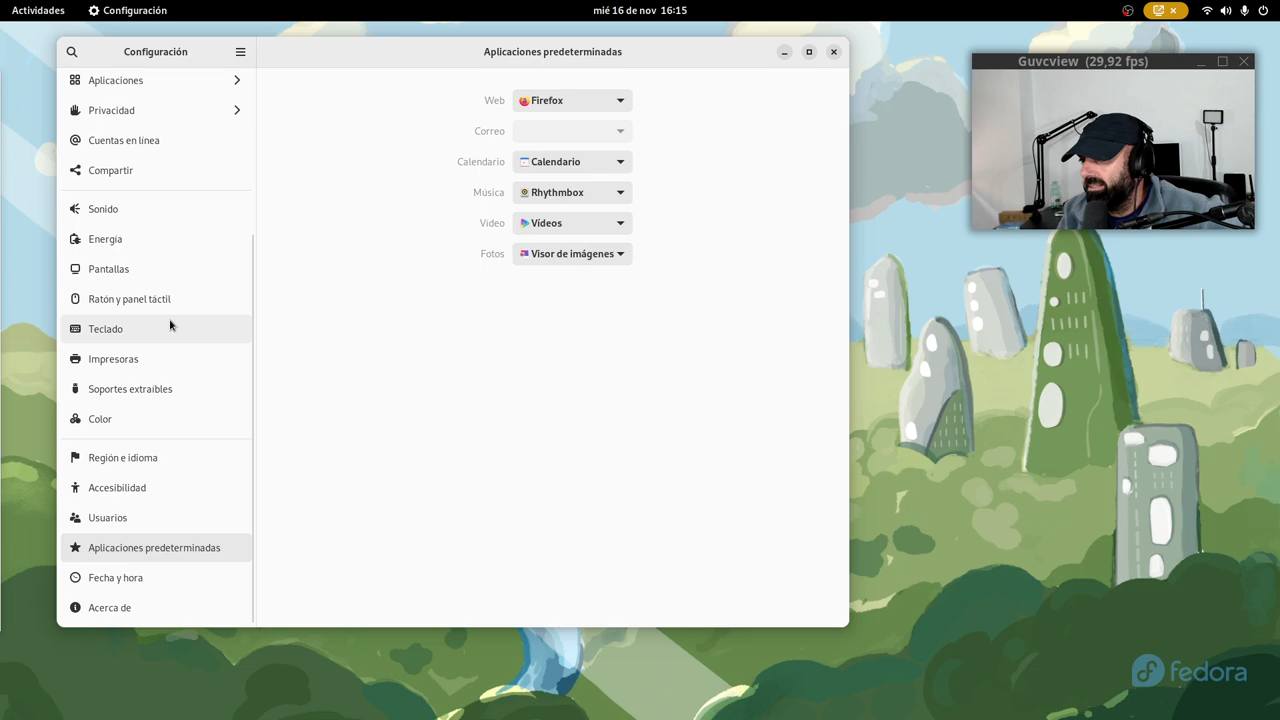 Actividades
Configuración
mié 16 de nov 16:15
Configuración
Aplicaciones predeterminadas
Guvcview (29,92 fps)
Aplicaciones
Privacidad
Cuentas en línea
Compartir
Sonido
Energía
Pantallas
Ratón y panel táctil
Teclado
Impresoras
Soportes extraíbles
Color
Región e idioma
Accesibilidad
Usuarios
Aplicaciones predeterminadas
Fecha y hora
Acerca de
Web Firefox
Correo
Calendario Calendario
Música Rhythmbox
Vídeo Vídeos
Fotos Visor de imágenes
fedora